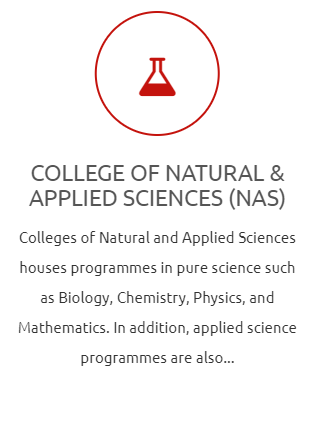 COLLEGE OF NATURAL &
APPLIED SCIENCES (NAS)
Colleges of Natural and Applied Sciences
houses programmes in pure science such
as Biology, Chemistry, Physics, and
Mathematics. In addition, applied science
programmes are also...